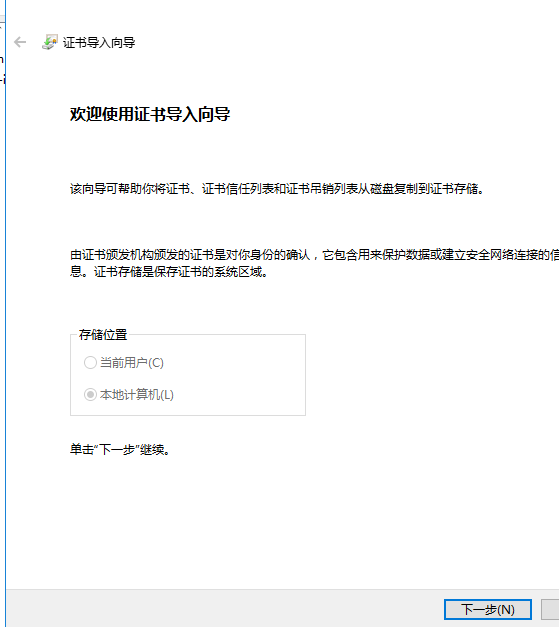 证书导入向导
欢迎使用证书导入向导
该向导可帮助你将证书、证书信任列表和证书吊销列表从磁盘复制到证书存储。
由证书颁发机构颁发的证书是对你身份的确认，它包含用来保护数据或建立安全网络连接的信
息。证书存储是保存证书的系统区域。
存储位置
当前用户(C)
本地计算机(L)
单击“下一步”继续。
下一步(N)